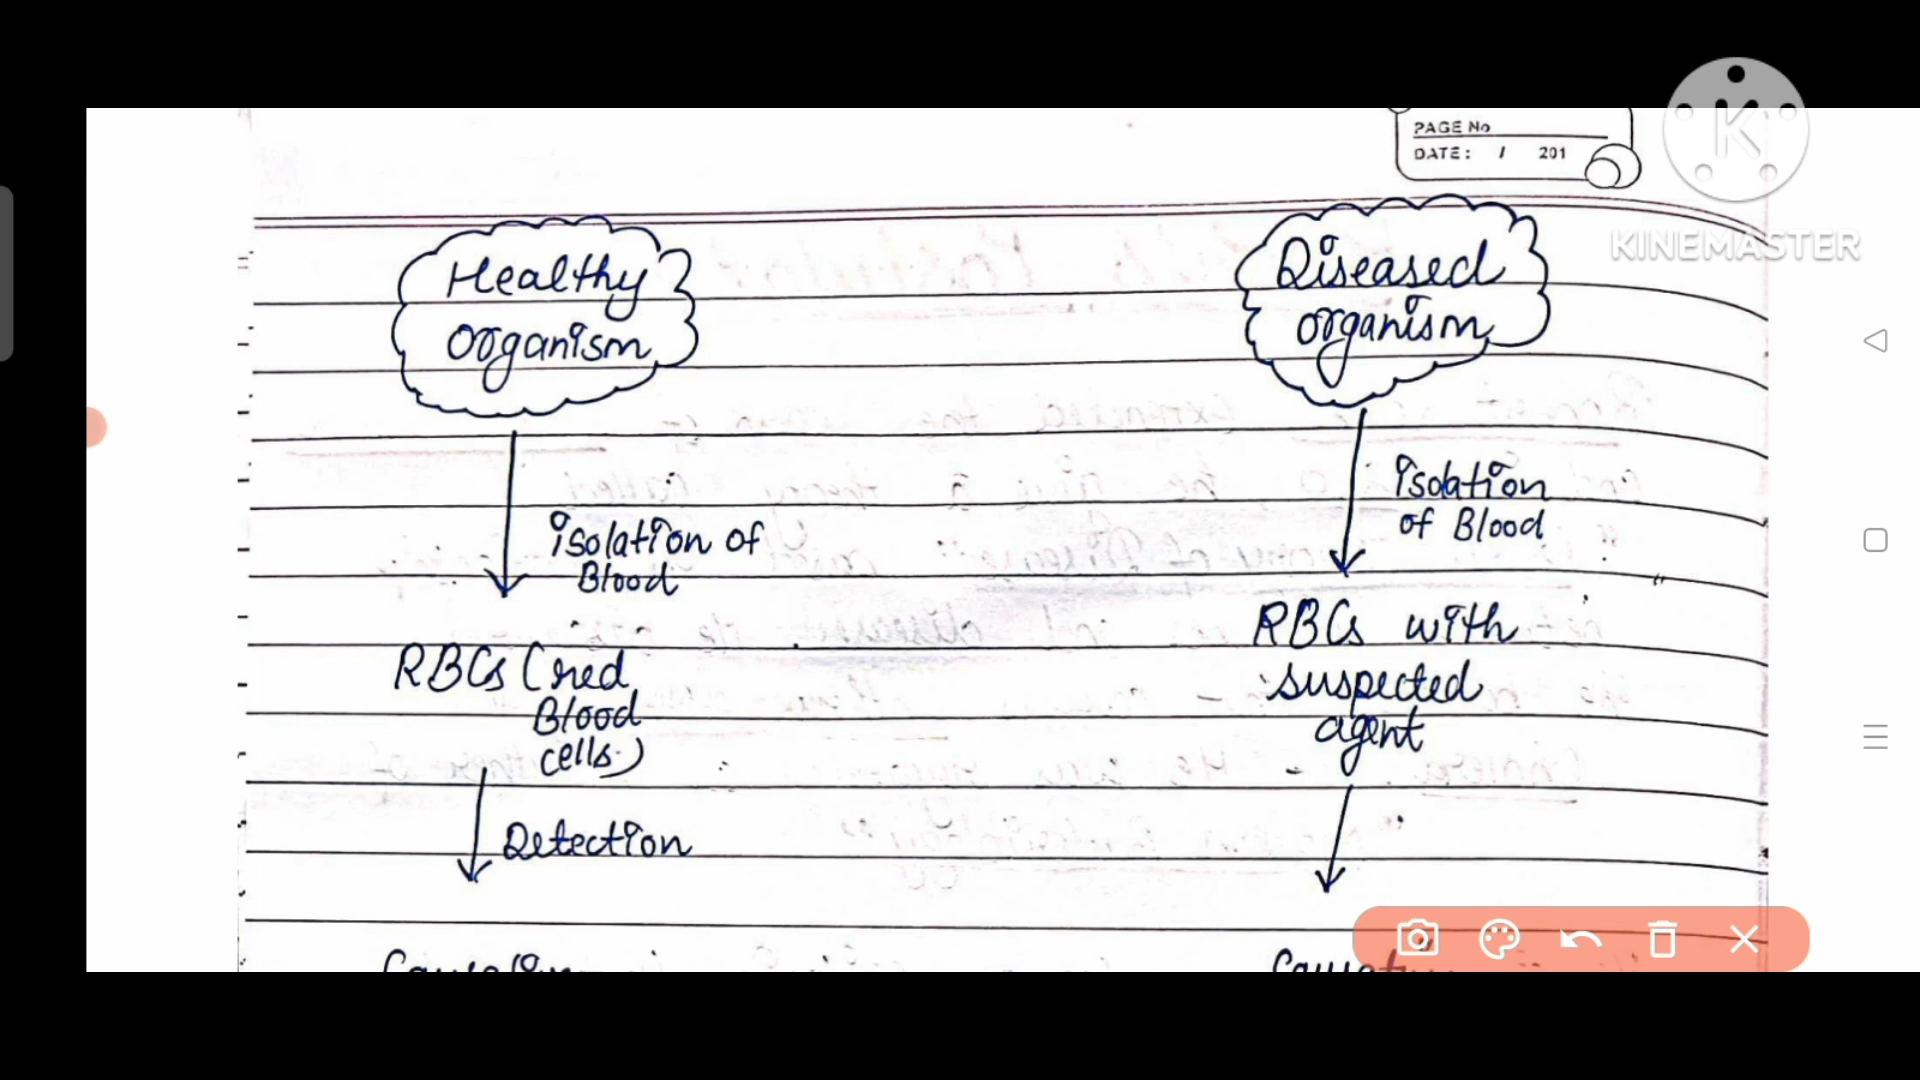 PAGE No
DATE: / 201
KINEMASTER
Healthy
organism
isolation of
Blood
RBCs (red
Blood
cells.)
Detection
Diseased
organism
isolation
of Blood
RBCs with
suspected
agent